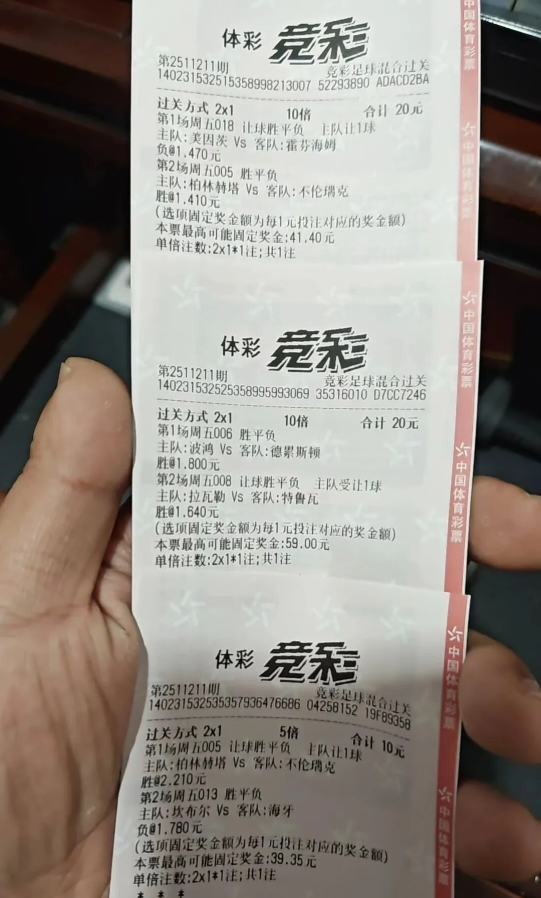 体彩 竞彩
第2511211期 竞彩足球混合过关
140231532515358998213007 52293890 ADACD2BA
过关方式 2x1 10倍 合计 20元
第1场周五018 让球胜平负 主队让1球
主队:美因茨 Vs 客队:霍芬海姆
负@1.470元
第2场周五005 胜平负
主队:柏林赫塔 Vs 客队:不伦瑞克
胜@1.410元
(选项固定奖金额为每1元投注对应的奖金额)
本票最高可能固定奖金:41.40元
单倍注数:2x1*1注;共1注
体彩 竞彩
第2511211期 竞彩足球混合过关
140231532525358995993069 35316010 D7CC7246
过关方式 2x1 10倍 合计 20元
第1场周五006 胜平负
主队:波鸿 Vs 客队:德累斯顿
胜@1.800元
第2场周五008 让球胜平负 主队受让1球
主队:拉瓦勒 Vs 客队:特鲁瓦
胜@1.640元
(选项固定奖金额为每1元投注对应的奖金额)
本票最高可能固定奖金:59.00元
单倍注数:2x1*1注;共1注
体彩 竞彩
第2511211期 竞彩足球混合过关
140231532535357936476686 04258152 19F89358
过关方式 2x1 5倍 合计 10元
第1场周五005 让球胜平负 主队让1球
主队:柏林赫塔 Vs 客队:不伦瑞克
胜@2.210元
第2场周五013 胜平负
主队:坎布尔 Vs 客队:海牙
负@1.780元
(选项固定奖金额为每1元投注对应的奖金额)
本票最高可能固定奖金:39.35元
单倍注数:2x1*1注;共1注
* * *
中国体育彩票
中国体育彩票
中国体育彩票
中国体育彩票
中国体育彩票
中国体育彩票